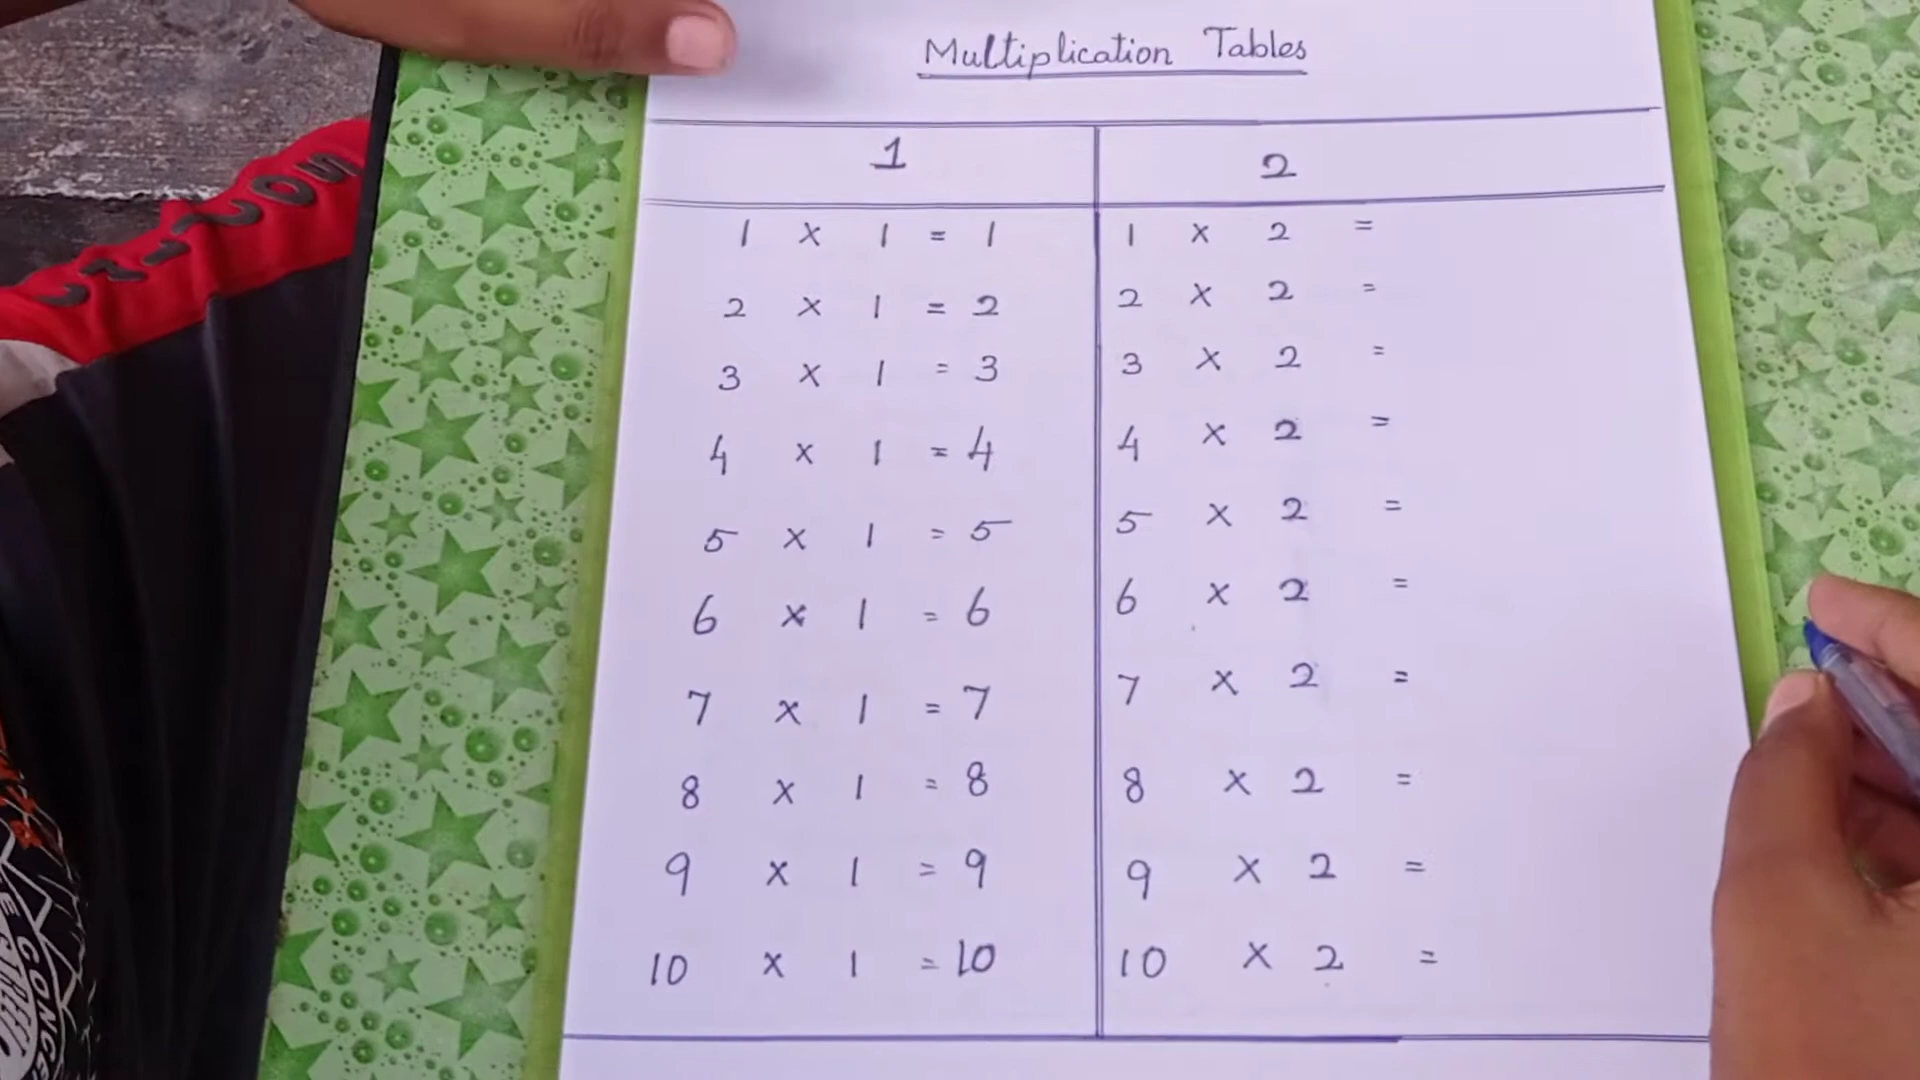 Multiplication Tables
1 2
1 x 1 = 1 1 x 2 =
2 x 1 = 2 2 x 2 =
3 x 1 = 3 3 x 2 =
4 x 1 = 4 4 x 2 =
5 x 1 = 5 5 x 2 =
6 x 1 = 6 6 x 2 =
7 x 1 = 7 7 x 2 =
8 x 1 = 8 8 x 2 =
9 x 1 = 9 9 x 2 =
10 x 1 = 10 10 x 2 =